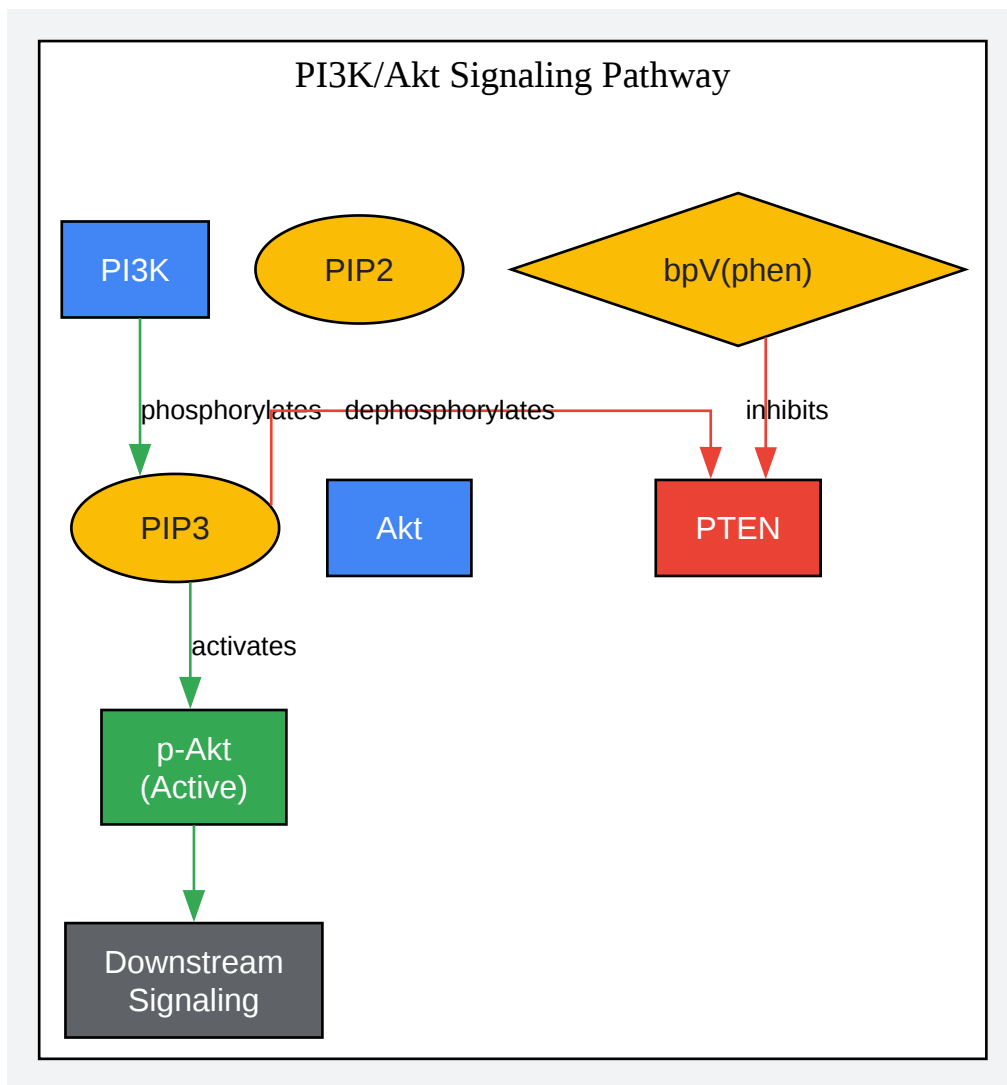 PI3K/Akt Signaling Pathway
PI3K
PIP2
bpV(phen)
phosphorylates
dephosphorylates
inhibits
PIP3
Akt
PTEN
activates
p-Akt
(Active)
Downstream
Signaling